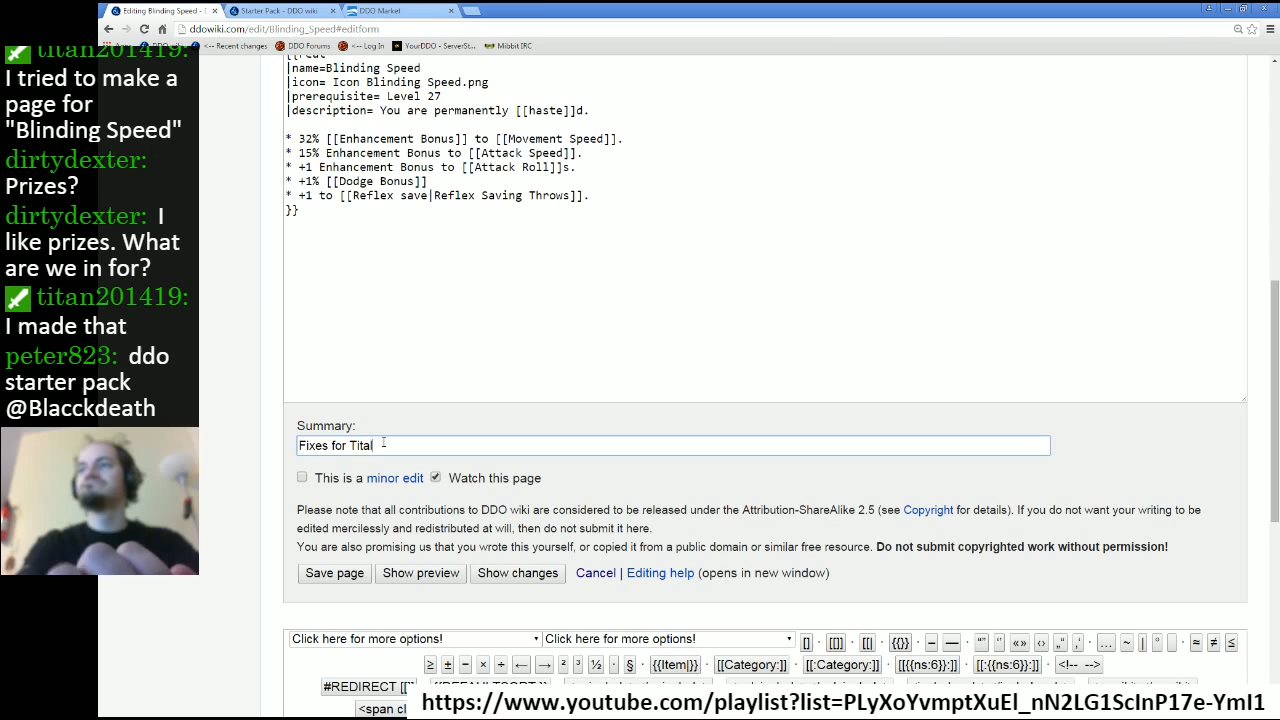 Editing Blinding Speed - D
Starter Pack - DDO wiki
DDO Market
ddowiki.com/edit/Blinding_Speed#editform
<-- Recent changes
DDO Forums
<-- Log In
YourDDO - ServerSt...
Mibbit IRC
titan201419:
I tried to make a
page for
"Blinding Speed"
dirtydexter:
Prizes?
dirtydexter: I
like prizes. What
are we in for?
titan201419:
I made that
peter823: ddo
starter pack
@Blacckdeath
|name=Blinding Speed
|icon= Icon Blinding Speed.png
|prerequisite= Level 27
|description= You are permanently [[haste]]d.
* 32% [[Enhancement Bonus]] to [[Movement Speed]].
* 15% Enhancement Bonus to [[Attack Speed]].
* +1 Enhancement Bonus to [[Attack Roll]]s.
* +1% [[Dodge Bonus]]
* +1 to [[Reflex save|Reflex Saving Throws]].
}}
Summary:
Fixes for Tital
This is a minor edit Watch this page
Please note that all contributions to DDO wiki are considered to be released under the Attribution-ShareAlike 2.5 (see Copyright for details). If you do not want your writing to be
edited mercilessly and redistributed at will, then do not submit it here.
You are also promising us that you wrote this yourself, or copied it from a public domain or similar free resource. Do not submit copyrighted work without permission!
Save page Show preview Show changes Cancel | Editing help (opens in new window)
Click here for more options! Click here for more options! [] · [[]] · [[| · {{}} · – — · “” ‘’ «» ‹› „“ ‚‘ · … ~ | ° · ≈ ≠ ≤
≥ ± − × ÷ ← → ² ³ ½ · § · {{Item|}} · [[Category:]] · [[:Category:]] · [[{{ns:6}}:]] · [[:{{ns:6}}:]] · <!-- -->
#REDIRECT [[
<span cl
https://www.youtube.com/playlist?list=PLyXoYvmptXuEl_nN2LG1ScInP17e-YmI1